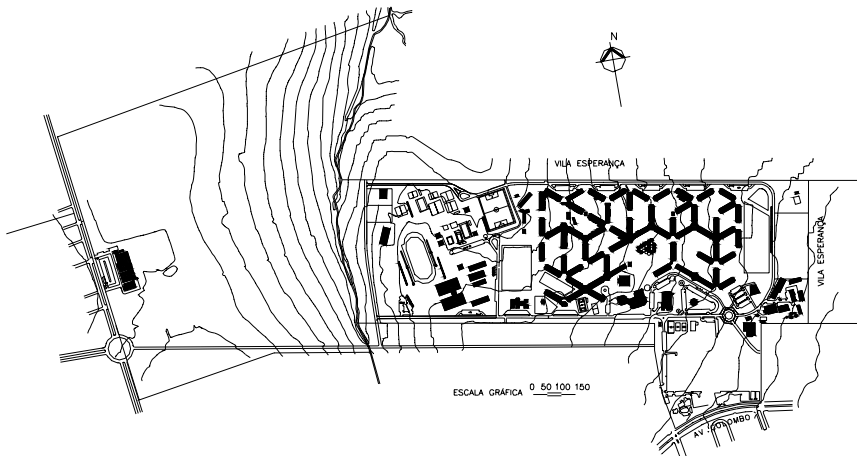 N
VILA ESPERANÇA
VILA ESPERANÇA
ESCALA GRÁFICA 0 50 100 150
AV. COLOMBO